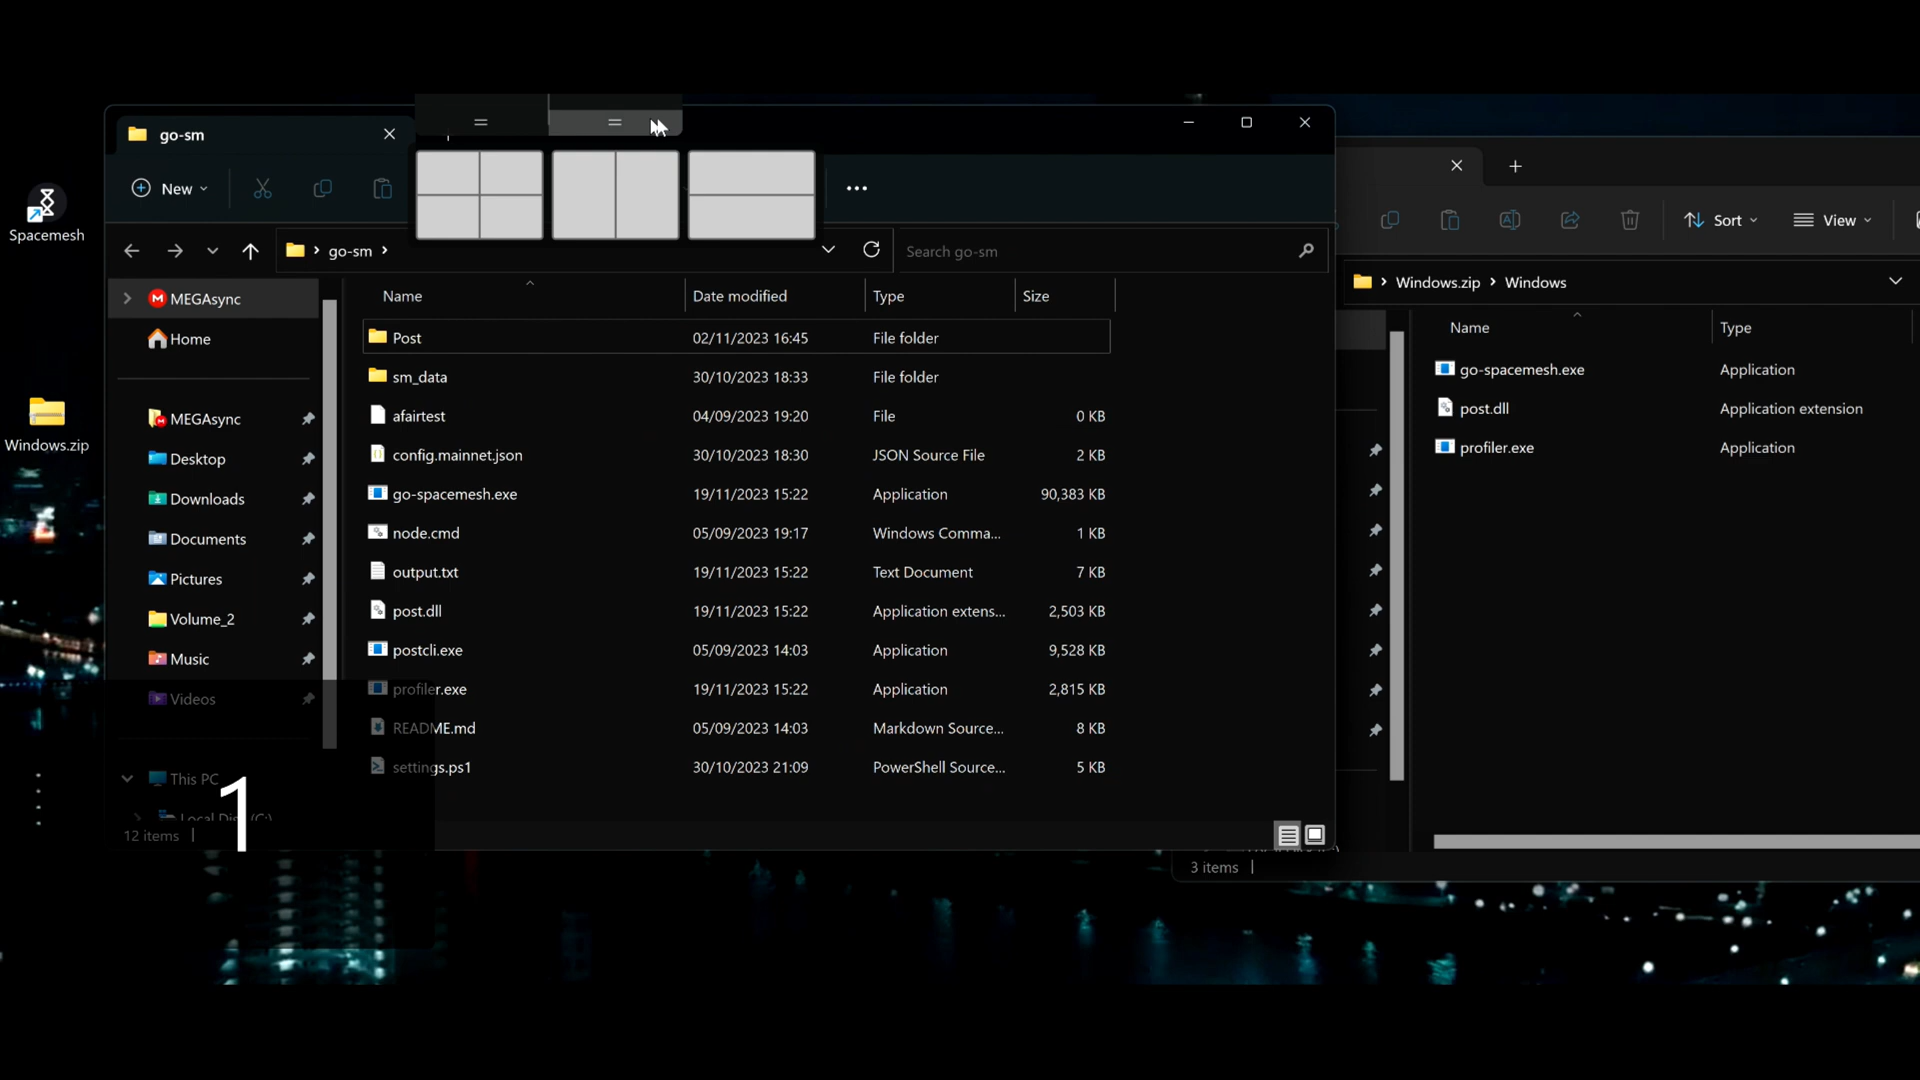 Spacemesh
Windows.zip
go-sm
New
go-sm
Search go-sm
Name
Date modified
Type
Size
MEGAsync
Home
MEGAsync
Desktop
Downloads
Documents
Pictures
Volume_2
Music
Videos
This PC
Local Disk (C:)
12 items
1
Post 02/11/2023 16:45 File folder
sm_data 30/10/2023 18:33 File folder
afairtest 04/09/2023 19:20 File 0 KB
config.mainnet.json 30/10/2023 18:30 JSON Source File 2 KB
go-spacemesh.exe 19/11/2023 15:22 Application 90,383 KB
node.cmd 05/09/2023 19:17 Windows Comma... 1 KB
output.txt 19/11/2023 15:22 Text Document 7 KB
post.dll 19/11/2023 15:22 Application extens... 2,503 KB
postcli.exe 05/09/2023 14:03 Application 9,528 KB
profiler.exe 19/11/2023 15:22 Application 2,815 KB
README.md 05/09/2023 14:03 Markdown Source... 8 KB
settings.ps1 30/10/2023 21:09 PowerShell Source... 5 KB
Sort
View
Windows.zip
Windows
Name
Type
go-spacemesh.exe Application
post.dll Application extension
profiler.exe Application
3 items